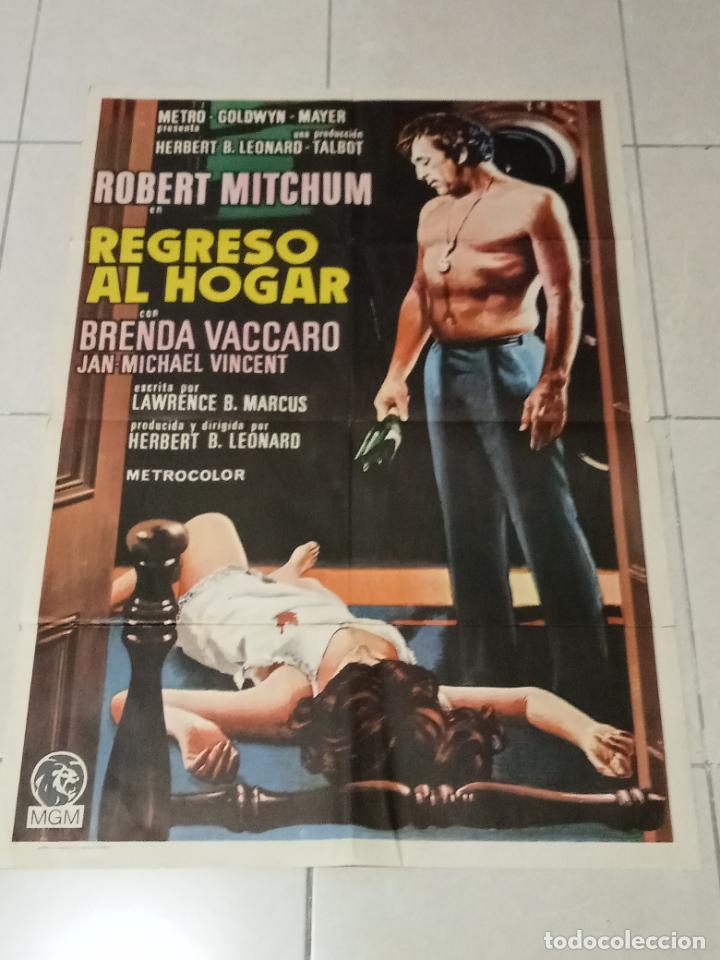 METRO - GOLDWYN - MAYER
presenta
una producción
HERBERT B. LEONARD - TALBOT
ROBERT MITCHUM
en
REGRESO
AL HOGAR
con
BRENDA VACCARO
JAN-MICHAEL VINCENT
escrita por
LAWRENCE B. MARCUS
producida y dirigida por
HERBERT B. LEONARD
METROCOLOR
MGM
todocoleccion